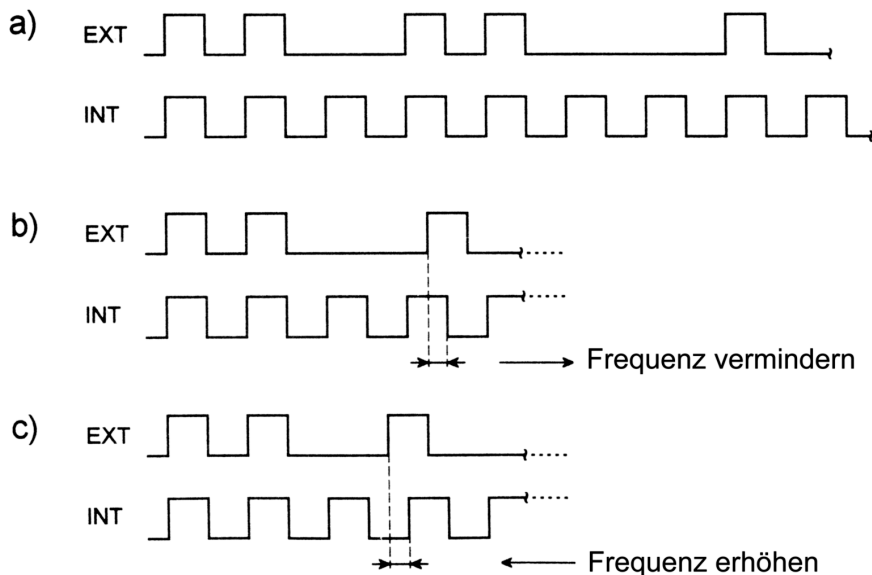 a)
EXT
INT
b)
EXT
INT
Frequenz vermindern
c)
EXT
INT
Frequenz erhöhen